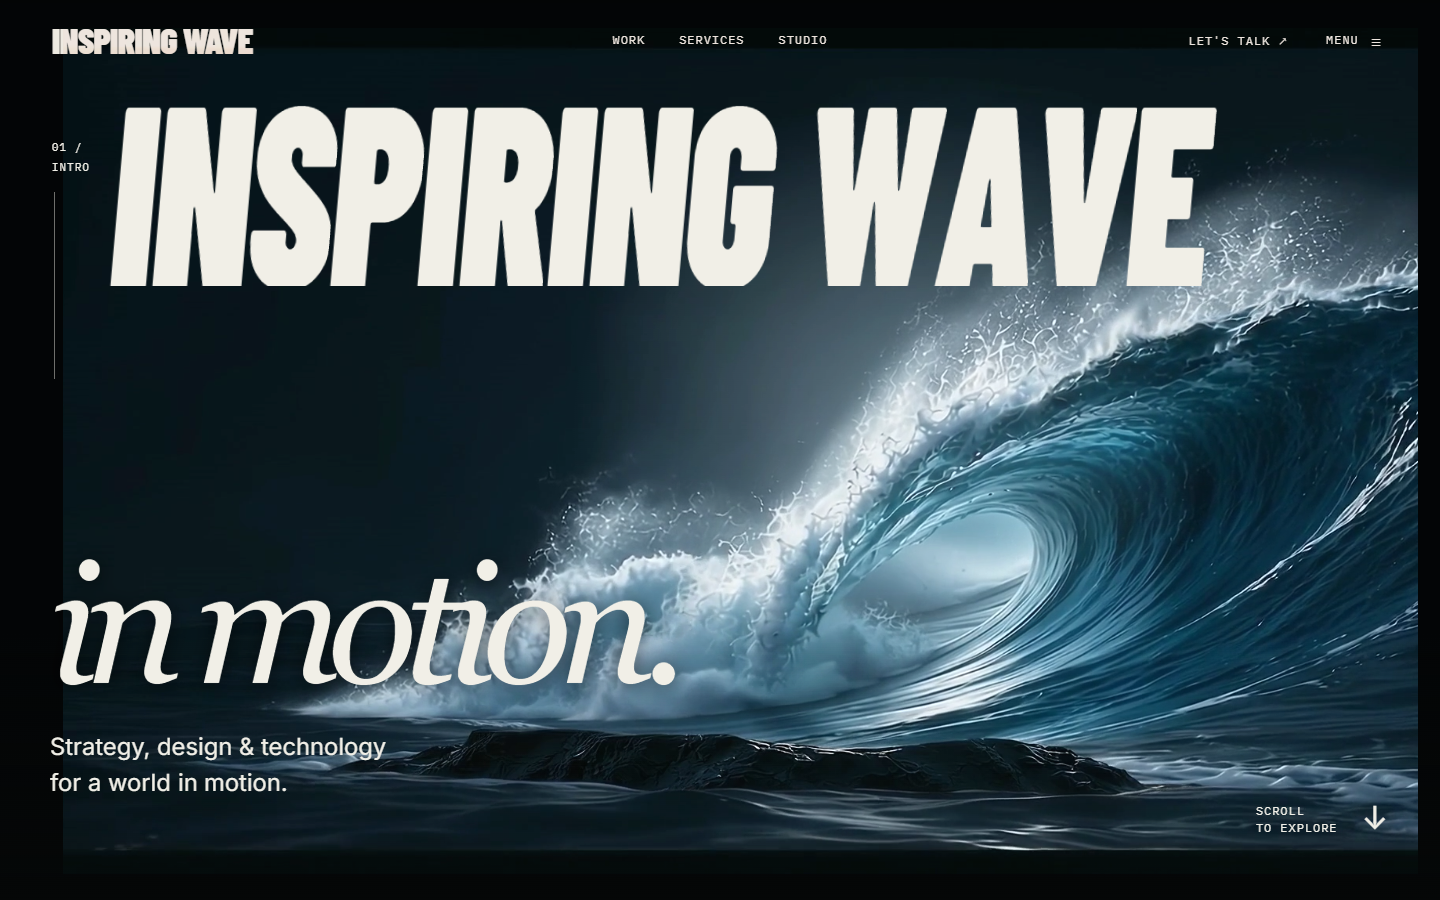 INSPIRING WAVE
WORK SERVICES STUDIO
LET'S TALK ↗ MENU ≡
INSPIRING WAVE
01 /
INTRO
in motion.
Strategy, design & technology
for a world in motion.
SCROLL
TO EXPLORE ↓